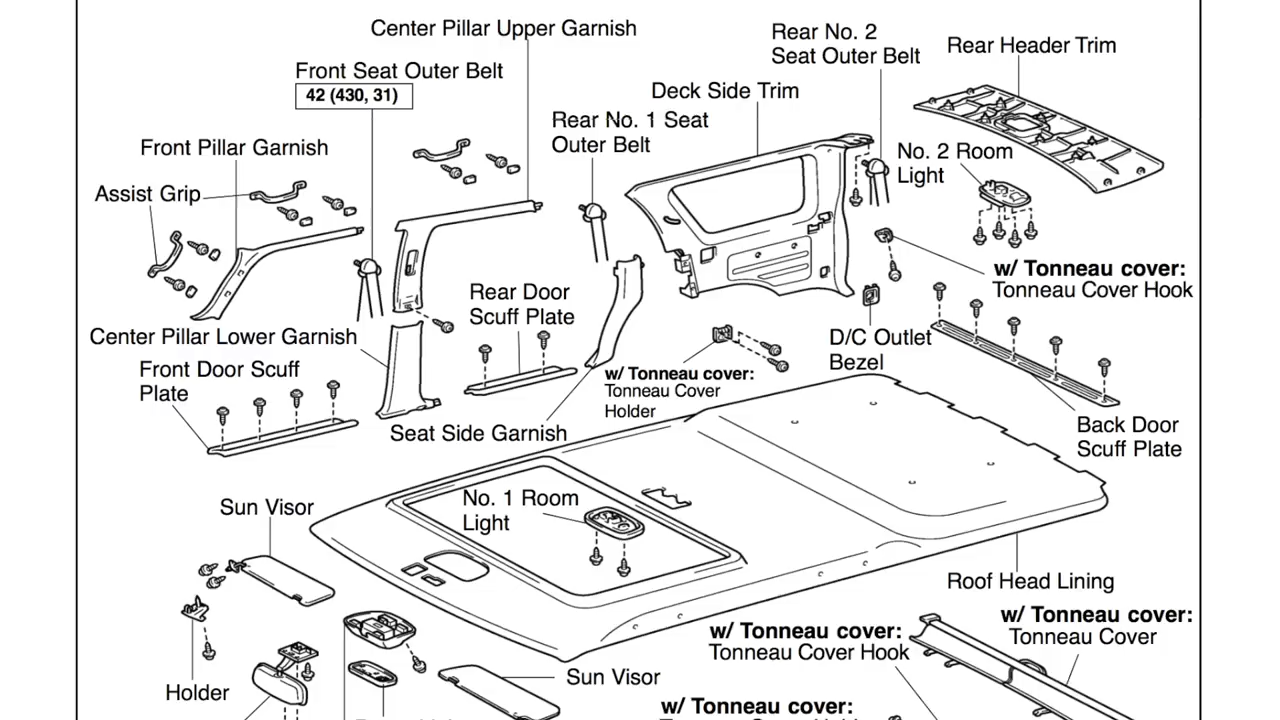 Center Pillar Upper Garnish
Rear No. 2
Seat Outer Belt
Rear Header Trim
Front Seat Outer Belt
42 (430, 31)
Deck Side Trim
Rear No. 1 Seat
Outer Belt
Front Pillar Garnish
No. 2 Room
Light
Assist Grip
w/ Tonneau cover:
Tonneau Cover Hook
Rear Door
Scuff Plate
Center Pillar Lower Garnish
D/C Outlet
Bezel
Front Door Scuff
Plate
w/ Tonneau cover:
Tonneau Cover
Holder
Seat Side Garnish
Back Door
Scuff Plate
Sun Visor
No. 1 Room
Light
Roof Head Lining
w/ Tonneau cover:
Tonneau Cover
w/ Tonneau cover:
Tonneau Cover Hook
Holder
Sun Visor
w/ Tonneau cover: